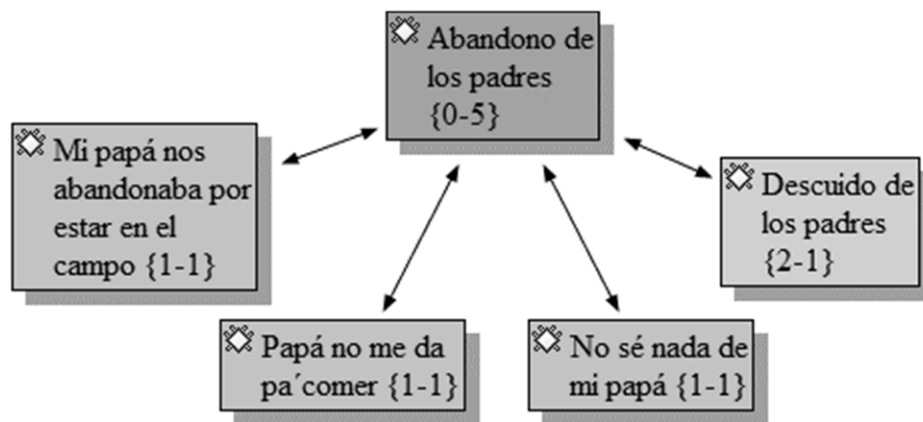 Abandono de
los padres
{0-5}
Mi papá nos
abandonaba por
estar en el
campo {1-1}
Descuido de
los padres
{2-1}
Papá no me da
pa´comer {1-1}
No sé nada de
mi papá {1-1}